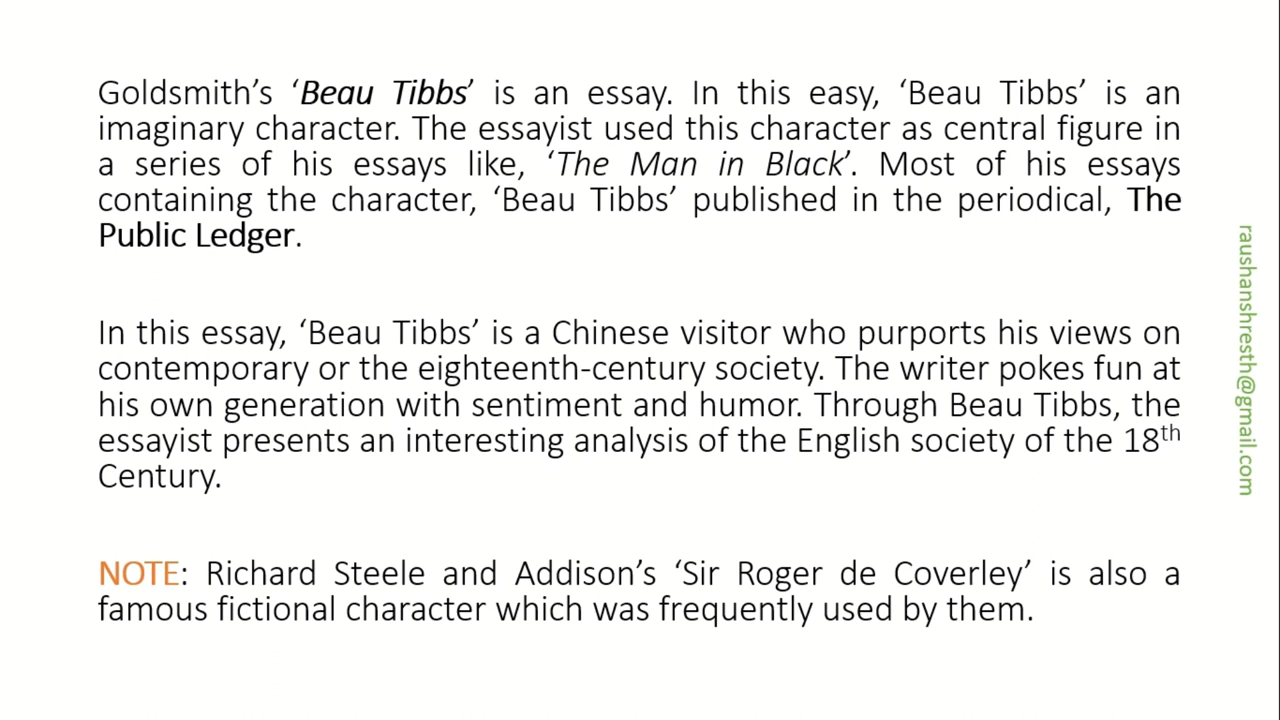 Goldsmith’s ‘Beau Tibbs’ is an essay. In this easy, ‘Beau Tibbs’ is an
imaginary character. The essayist used this character as central figure in
a series of his essays like, ‘The Man in Black’. Most of his essays
containing the character, ‘Beau Tibbs’ published in the periodical, The
Public Ledger.
In this essay, ‘Beau Tibbs’ is a Chinese visitor who purports his views on
contemporary or the eighteenth-century society. The writer pokes fun at
his own generation with sentiment and humor. Through Beau Tibbs, the
essayist presents an interesting analysis of the English society of the 18th
Century.
NOTE: Richard Steele and Addison’s ‘Sir Roger de Coverley’ is also a
famous fictional character which was frequently used by them.
raushanshresth@gmail.com